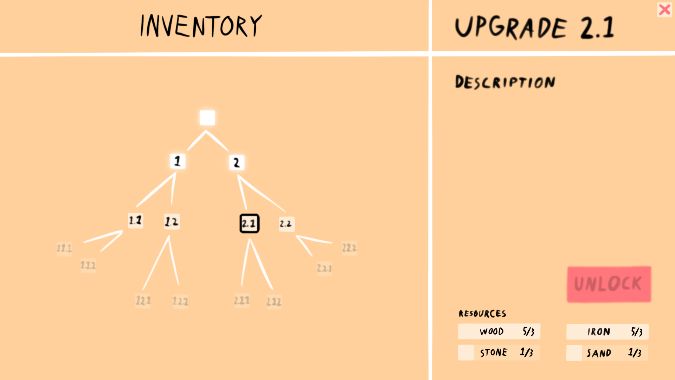 INVENTORY
UPGRADE 2.1
DESCRIPTION
1
2
1.1
1.2
2.1
2.2
UNLOCK
RESOURCES
WOOD 5/3
IRON 5/3
STONE 1/3
SAND 1/3